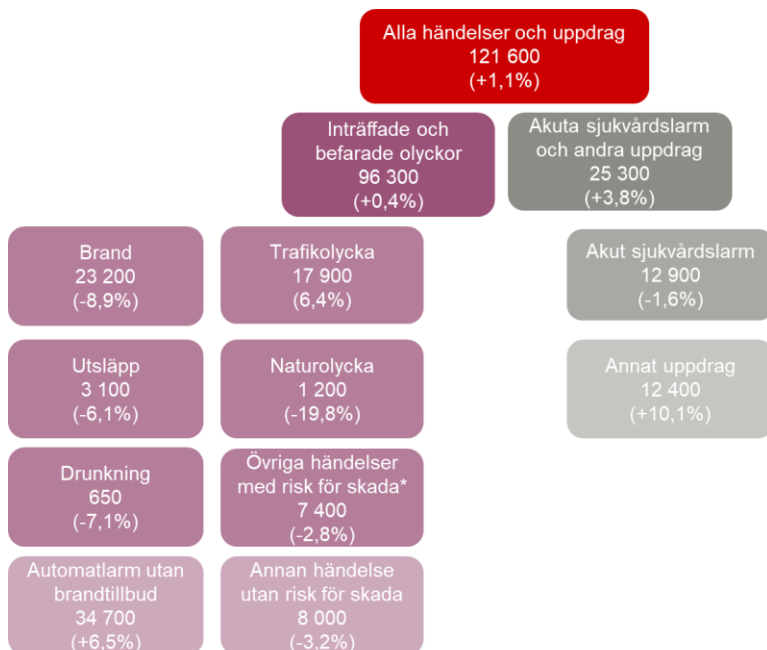 Alla händelser och uppdrag
121 600
(+1,1%)
Inträffade och
befarade olyckor
96 300
(+0,4%)
Akuta sjukvårdslarm
och andra uppdrag
25 300
(+3,8%)
Brand
23 200
(-8,9%)
Trafikolycka
17 900
(6,4%)
Akut sjukvårdslarm
12 900
(-1,6%)
Utsläpp
3 100
(-6,1%)
Naturolycka
1 200
(-19,8%)
Annat uppdrag
12 400
(+10,1%)
Drunkning
650
(-7,1%)
Övriga händelser
med risk för skada*
7 400
(-2,8%)
Automatlarm utan
brandtillbud
34 700
(+6,5%)
Annan händelse
utan risk för skada
8 000
(-3,2%)